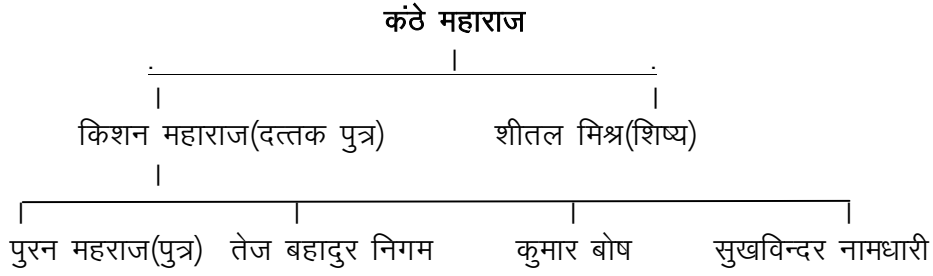 कंठे महाराज
किशन महाराज(दत्तक पुत्र) शीतल मिश्र(शिष्य)
पुरन महराज(पुत्र) तेज बहादुर निगम कुमार बोष सुखविन्दर नामधारी